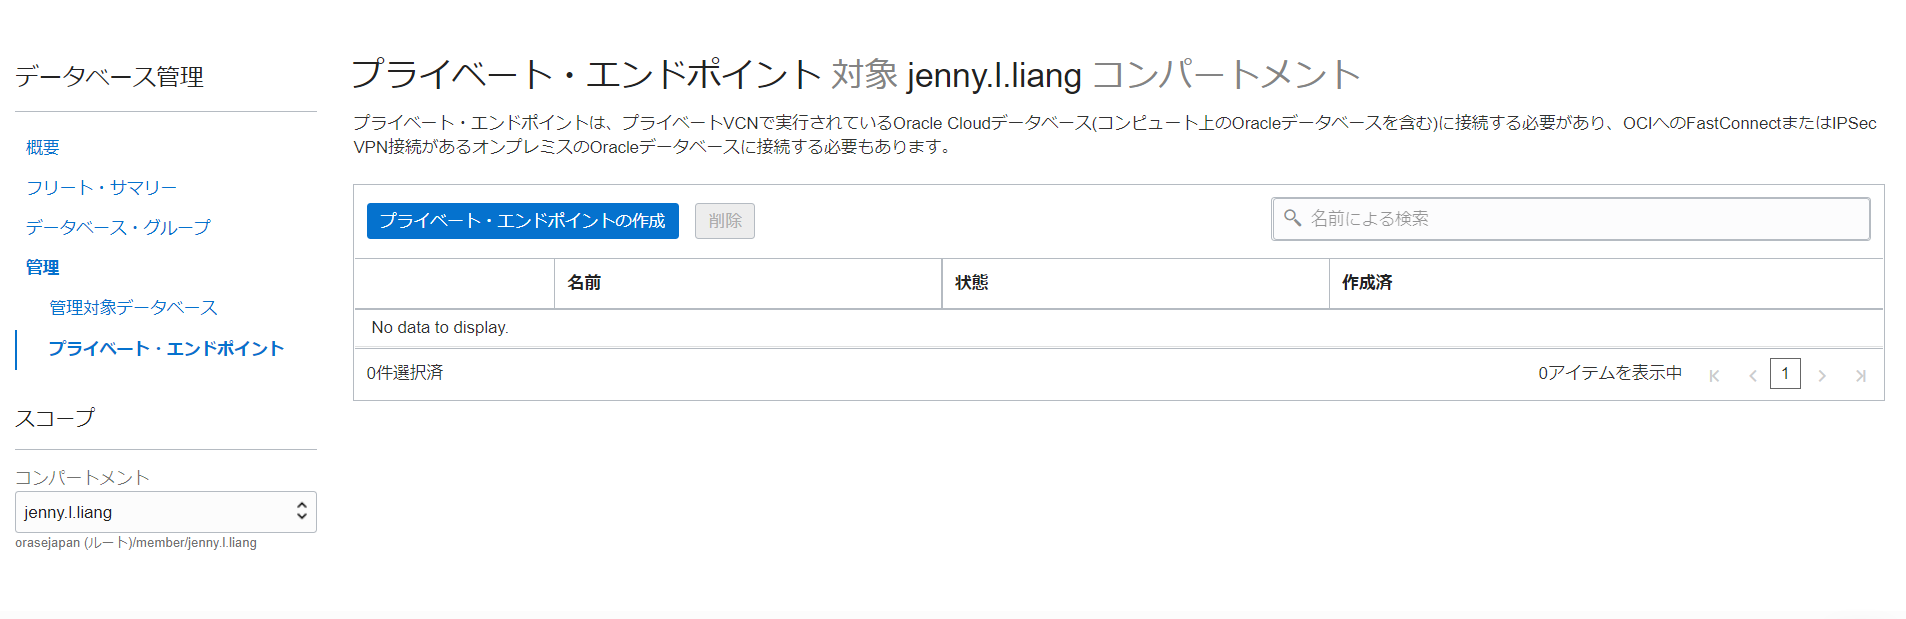 データベース管理
概要
フリート・サマリー
データベース・グループ
管理
管理対象データベース
プライベート・エンドポイント
スコープ
コンパートメント
jenny.l.liang
orasejapan (ルート)/member/jenny.l.liang
プライベート・エンドポイント 対象 jenny.l.liang コンパートメント
プライベート・エンドポイントは、プライベートVCNで実行されているOracle Cloudデータベース(コンピュート上のOracleデータベースを含む)に接続する必要があり、OCIへのFastConnectまたはIPSec
VPN接続があるオンプレミスのOracleデータベースに接続する必要もあります。
プライベート・エンドポイントの作成 削除 名前による検索
名前 状態 作成済
No data to display.
0件選択済 0アイテムを表示中 1